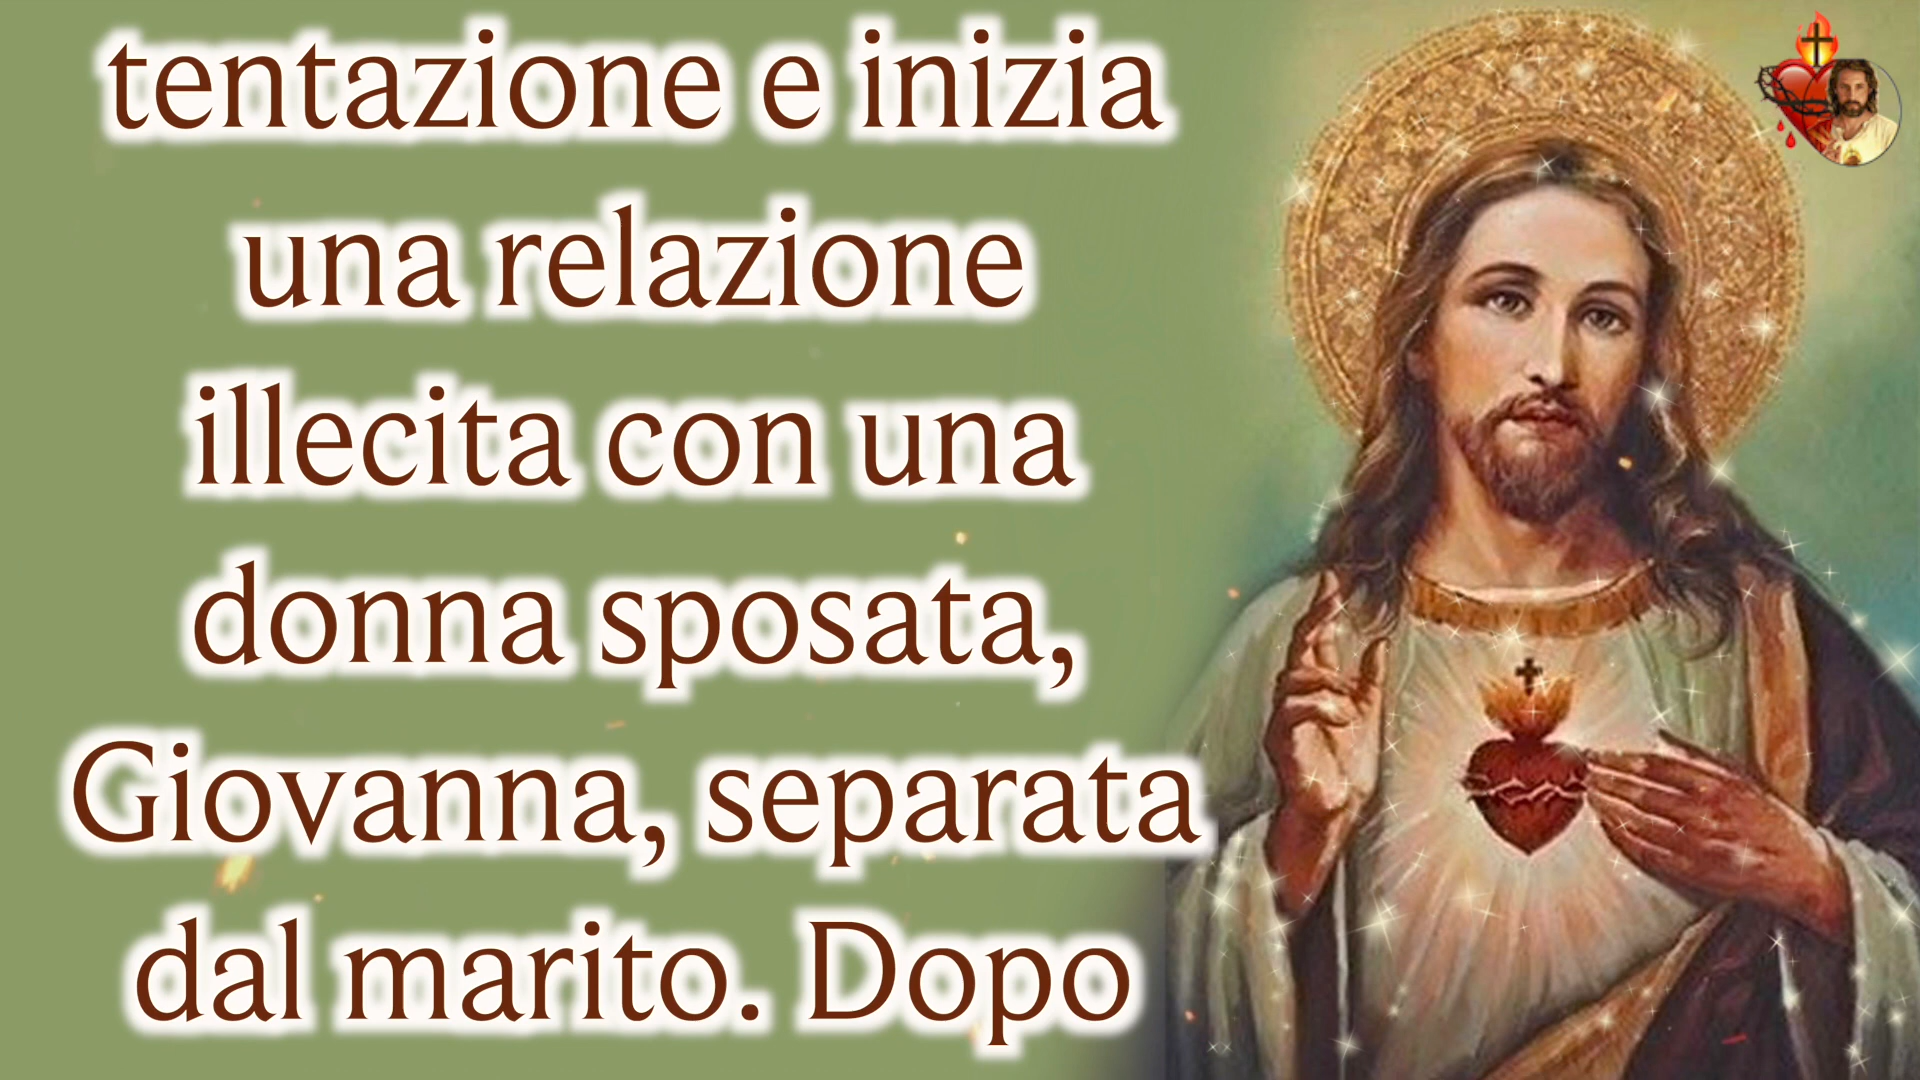 tentazione e inizia
una relazione
illecita con una
donna sposata,
Giovanna, separata
dal marito. Dopo